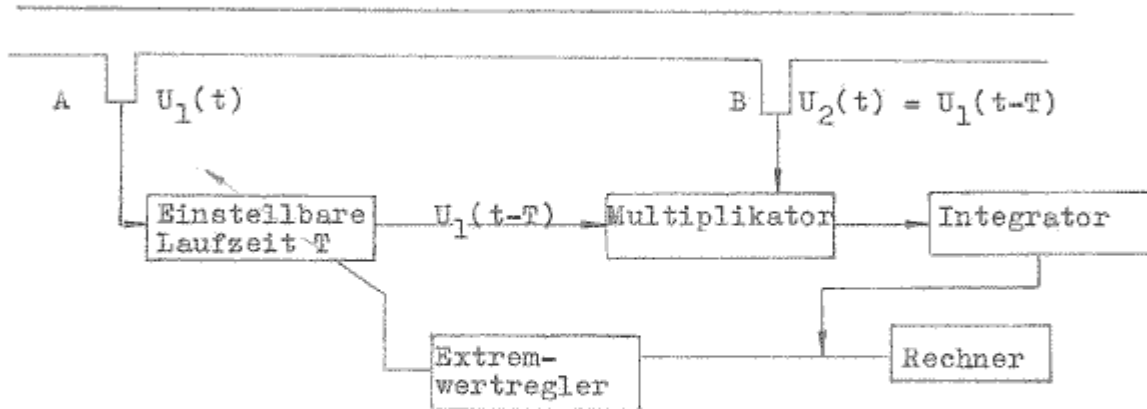 A U₁(t) B U₂(t) = U₁(t-T)
Einstellbare
Laufzeit T
U₁(t-T)
Multiplikator
Integrator
Extrem-
wertregler
Rechner